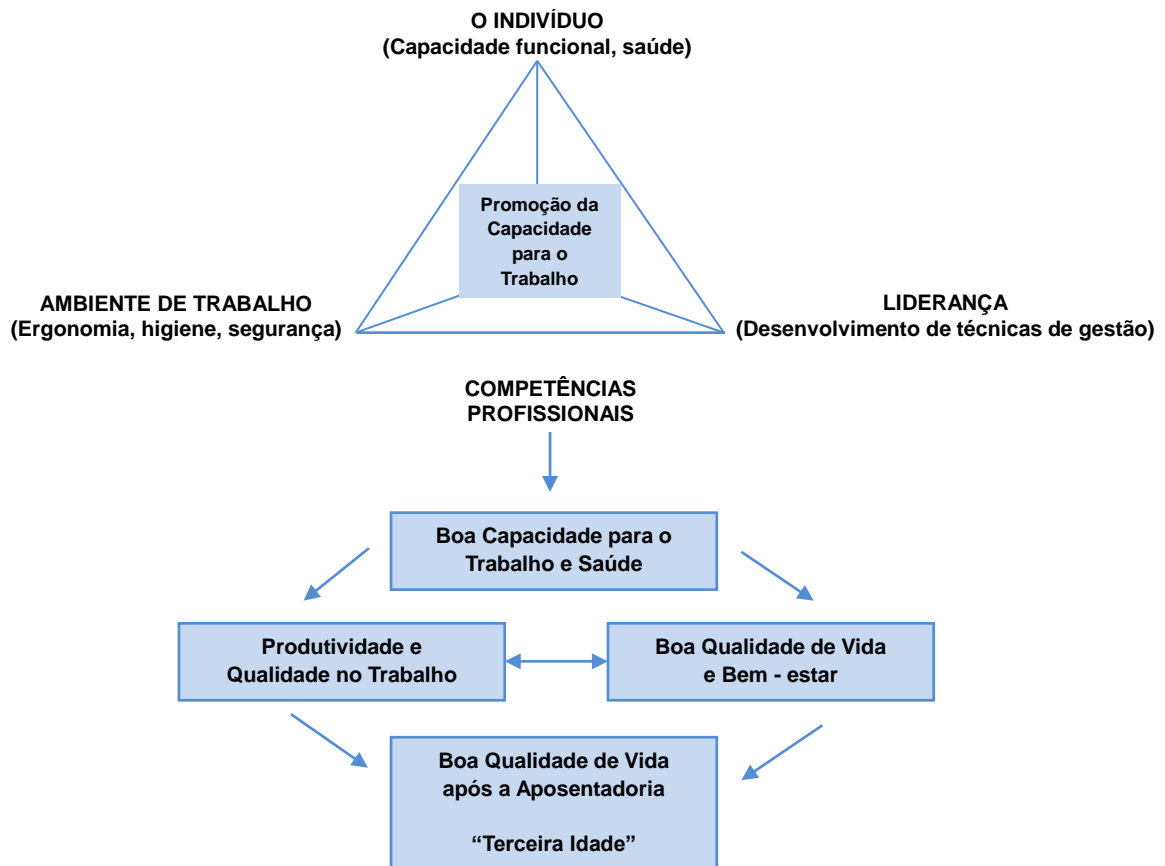 O INDIVÍDUO
(Capacidade funcional, saúde)
Promoção da
Capacidade
para o
Trabalho
AMBIENTE DE TRABALHO
(Ergonomia, higiene, segurança)
LIDERANÇA
(Desenvolvimento de técnicas de gestão)
COMPETÊNCIAS
PROFISSIONAIS
Boa Capacidade para o
Trabalho e Saúde
Produtividade e
Qualidade no Trabalho
Boa Qualidade de Vida
e Bem - estar
Boa Qualidade de Vida
após a Aposentadoria
“Terceira Idade”